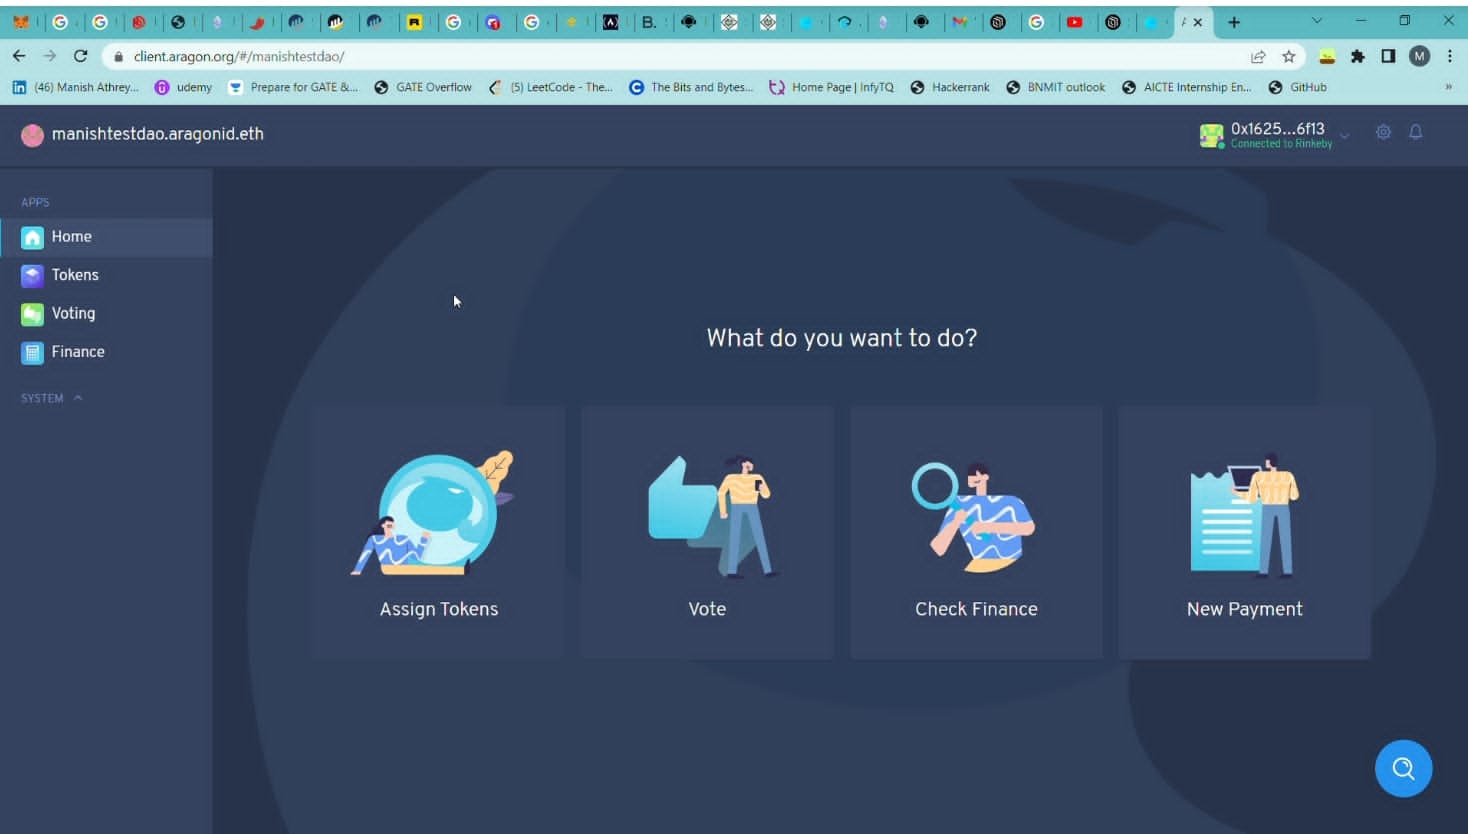 client.aragon.org/#/manishtestdao/
M
(46) Manish Athrey... udemy Prepare for GATE &... GATE Overflow (5) LeetCode - The... The Bits and Bytes... Home Page | InfyTQ Hackerrank BNMIT outlook AICTE Internship En... GitHub »
manishtestdao.aragonid.eth
0x1625...6f13
Connected to Rinkeby
APPS
Home
Tokens
Voting
Finance
SYSTEM
What do you want to do?
Assign Tokens Vote Check Finance New Payment